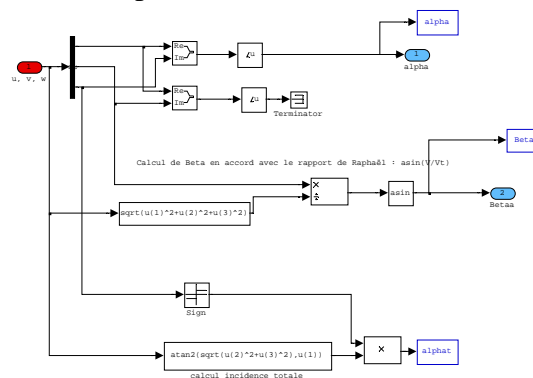 alpha
1
alpha
Re
Im
∠u
1
u, v, w
Re
Im
∠u
Terminator
Calcul de Beta en accord avec le rapport de Raphaël : asin(V/Vt)
Beta
×
÷
asin
2
Betaa
sqrt(u(1)^2+u(2)^2+u(3)^2)
Sign
atan2(sqrt(u(2)^2+u(3)^2),u(1))
×
alphat
calcul incidence totale